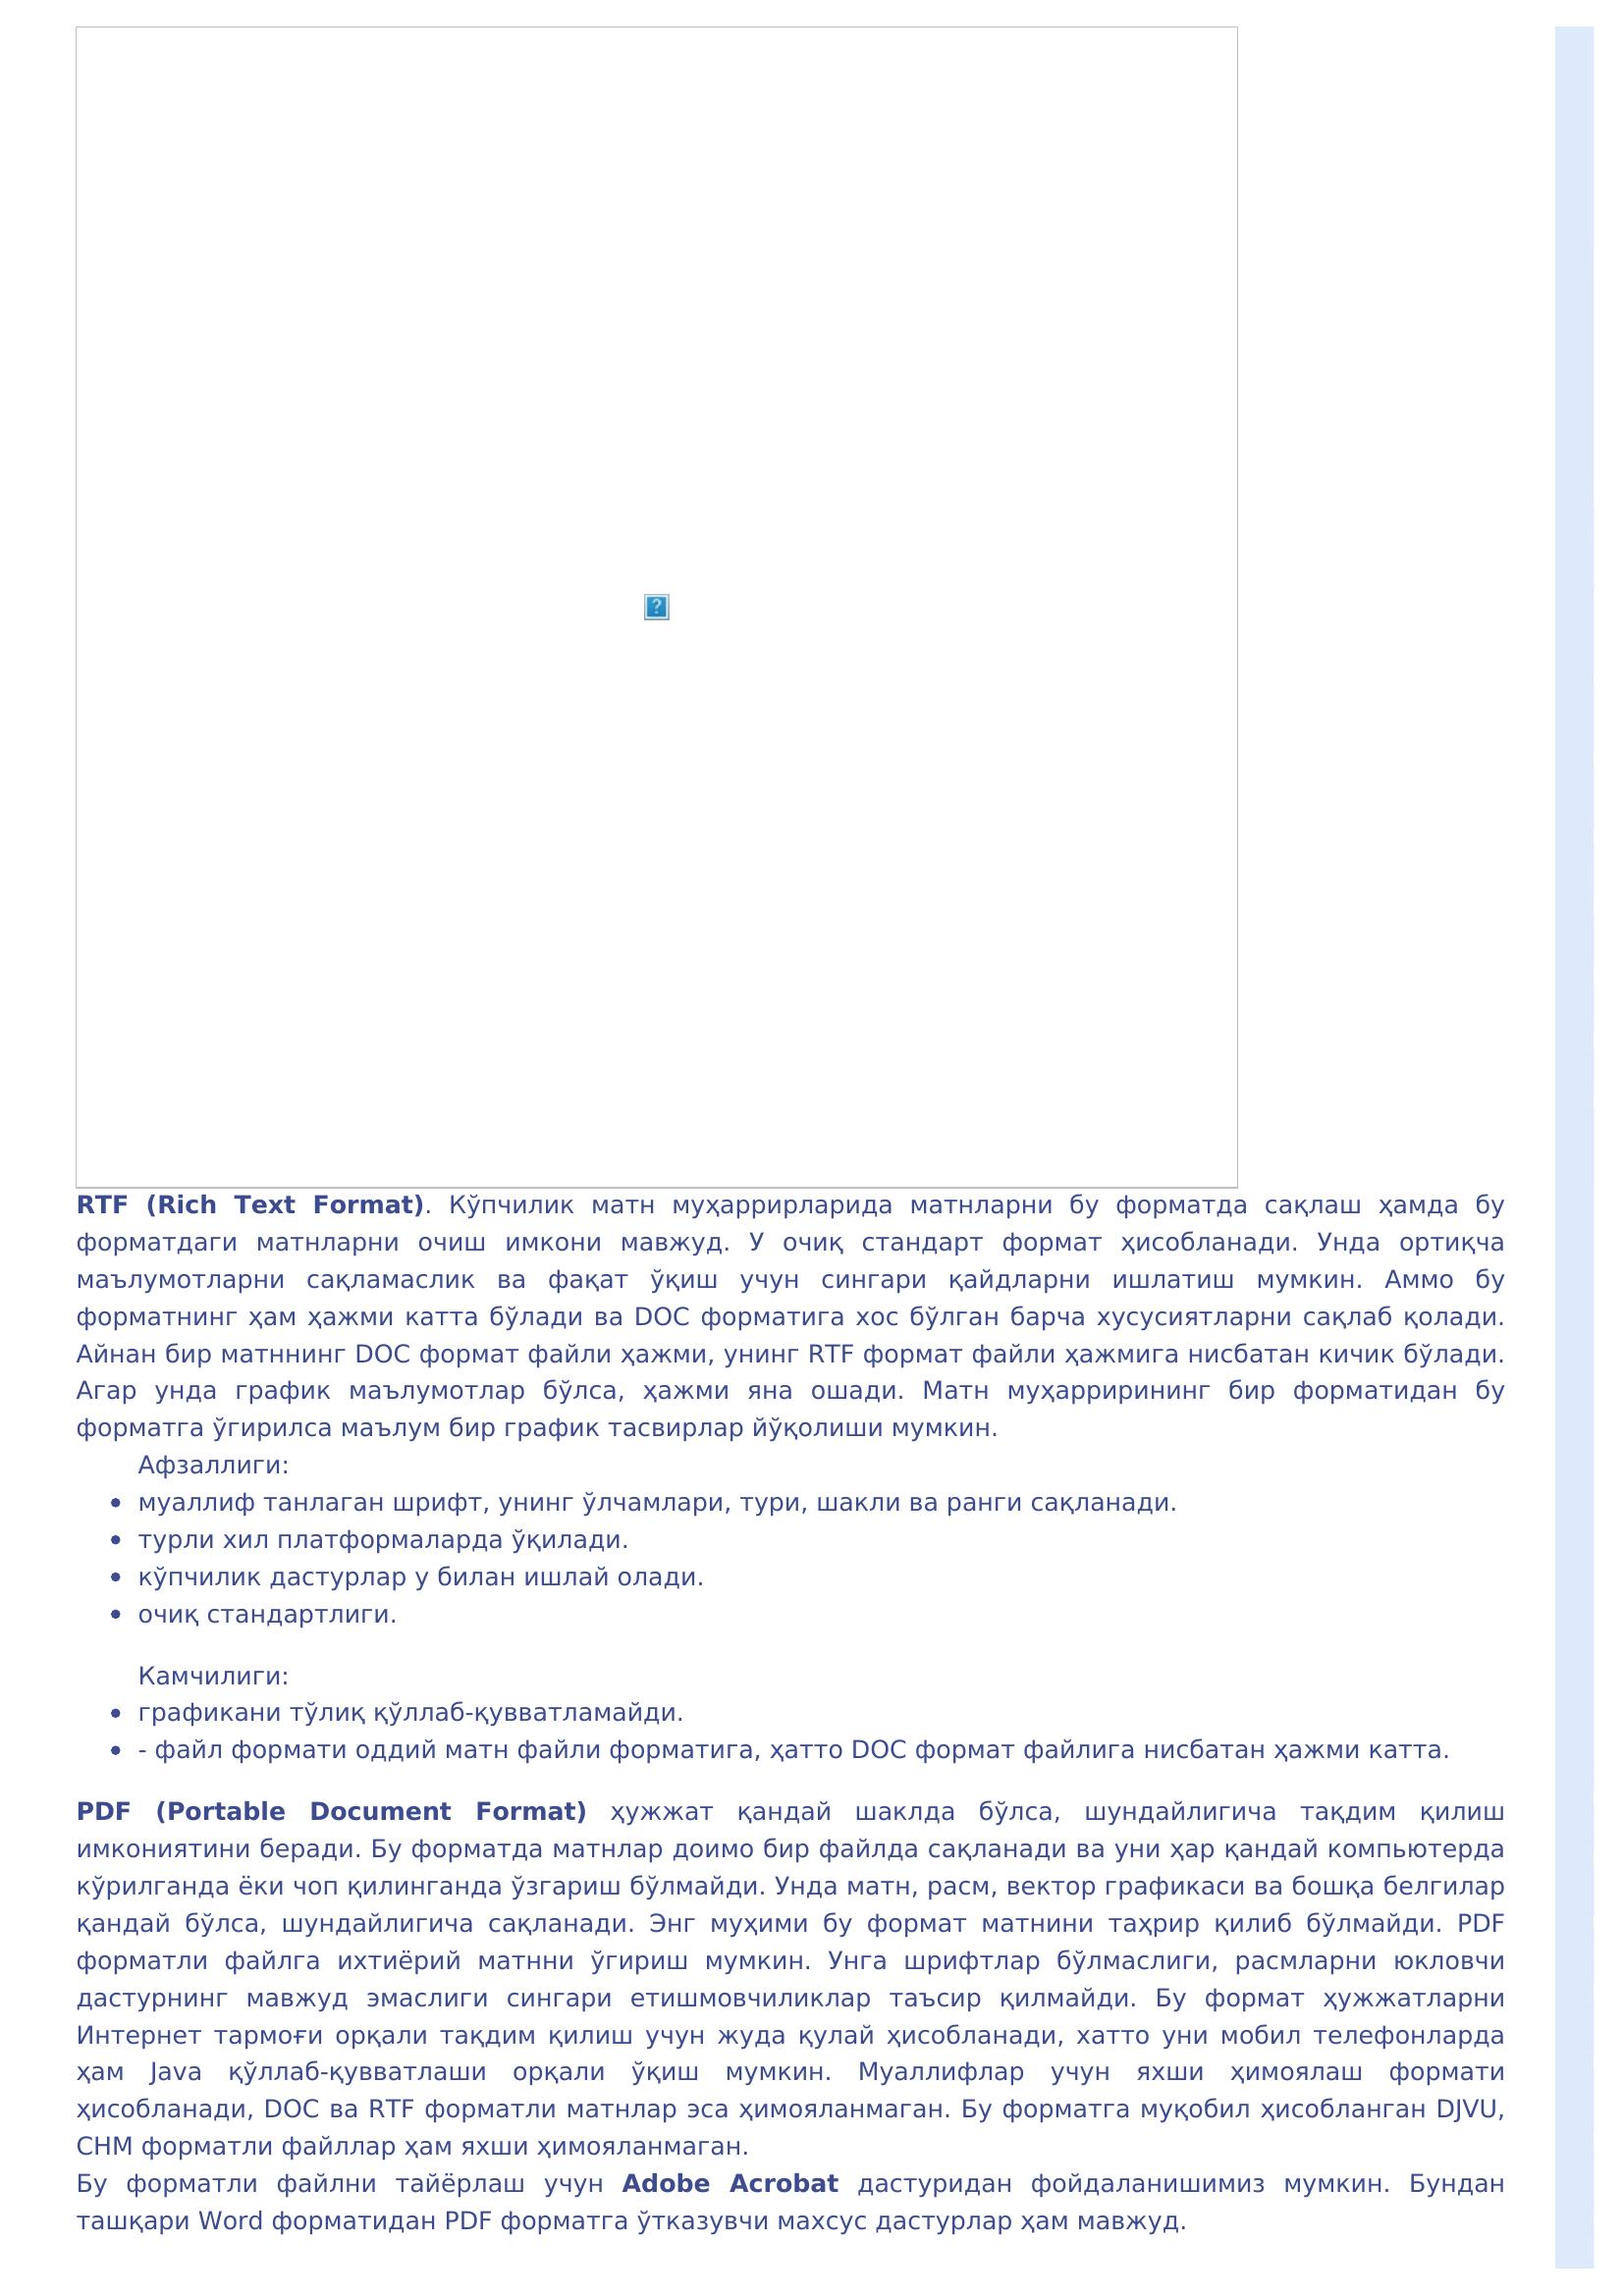 RTF (Rich Text Format). Кўпчилик матн муҳаррирларида матнларни бу форматда сақлаш ҳамда бу
форматдаги матнларни очиш имкони мавжуд. У очиқ стандарт формат ҳисобланади. Унда ортиқча
маълумотларни сақламаслик ва фақат ўқиш учун сингари қайдларни ишлатиш мумкин. Аммо бу
форматнинг ҳам ҳажми катта бўлади ва DOC форматига хос бўлган барча хусусиятларни сақлаб қолади.
Айнан бир матннинг DOC формат файли ҳажми, унинг RTF формат файли ҳажмига нисбатан кичик бўлади.
Агар унда график маълумотлар бўлса, ҳажми яна ошади. Матн муҳаррирининг бир форматидан бу
форматга ўгирилса маълум бир график тасвирлар йўқолиши мумкин.
Афзаллиги:
• муаллиф танлаган шрифт, унинг ўлчамлари, тури, шакли ва ранги сақланади.
• турли хил платформаларда ўқилади.
• кўпчилик дастурлар у билан ишлай олади.
• очиқ стандартлиги.
Камчилиги:
• графикани тўлиқ қўллаб-қувватламайди.
• - файл формати оддий матн файли форматига, ҳатто DOC формат файлига нисбатан ҳажми катта.
PDF (Portable Document Format) ҳужжат қандай шаклда бўлса, шундайлигича тақдим қилиш
имкониятини беради. Бу форматда матнлар доимо бир файлда сақланади ва уни ҳар қандай компьютерда
кўрилганда ёки чоп қилинганда ўзгариш бўлмайди. Унда матн, расм, вектор графикаси ва бошқа белгилар
қандай бўлса, шундайлигича сақланади. Энг муҳими бу формат матнини таҳрир қилиб бўлмайди. PDF
форматли файлга ихтиёрий матнни ўгириш мумкин. Унга шрифтлар бўлмаслиги, расмларни юкловчи
дастурнинг мавжуд эмаслиги сингари етишмовчиликлар таъсир қилмайди. Бу формат ҳужжатларни
Интернет тармоғи орқали тақдим қилиш учун жуда қулай ҳисобланади, хатто уни мобил телефонларда
ҳам Java қўллаб-қувватлаши орқали ўқиш мумкин. Муаллифлар учун яхши ҳимоялаш формати
ҳисобланади, DOC ва RTF форматли матнлар эса ҳимояланмаган. Бу форматга муқобил ҳисобланган DJVU,
CHM форматли файллар ҳам яхши ҳимояланмаган.
Бу форматли файлни тайёрлаш учун Adobe Acrobat дастуридан фойдаланишимиз мумкин. Бундан
ташқари Word форматидан PDF форматга ўтказувчи махсус дастурлар ҳам мавжуд.